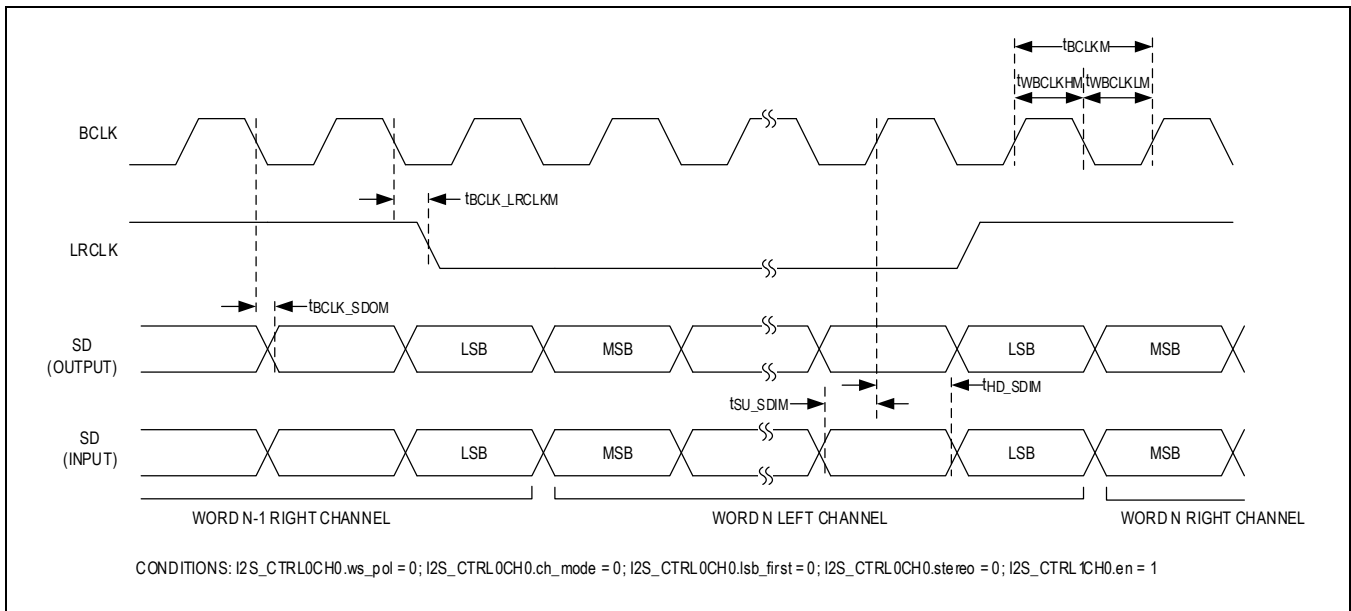 tBCLKM
tWBCLKHM tWBCLKLM
BCLK
tBCLK_LRCLKM
LRCLK
tBCLK_SDOM
SD
(OUTPUT)
LSB MSB LSB MSB
tHD_SDIM
tSU_SDIM
SD
(INPUT)
LSB MSB LSB MSB
WORD N-1 RIGHT CHANNEL WORD N LEFT CHANNEL WORD N RIGHT CHANNEL
CONDITIONS: I2S_CTRL0CH0.ws_pol = 0; I2S_CTRL0CH0.ch_mode = 0; I2S_CTRL0CH0.lsb_first = 0; I2S_CTRL0CH0.stereo = 0; I2S_CTRL1CH0.en = 1